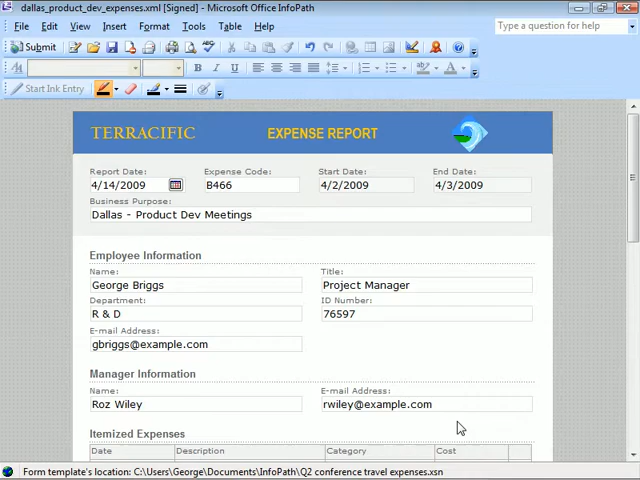 dallas_product_dev_expenses.xml [Signed] - Microsoft Office InfoPath
File Edit View Insert Format Tools Table Help Type a question for help
Submit
B I U
Start Ink Entry
TERRACIFIC EXPENSE REPORT
Report Date: Expense Code: Start Date: End Date:
4/14/2009 B466 4/2/2009 4/3/2009
Business Purpose:
Dallas - Product Dev Meetings
Employee Information
Name: Title:
George Briggs Project Manager
Department: ID Number:
R & D 76597
E-mail Address:
gbriggs@example.com
Manager Information
Name: E-mail Address:
Roz Wiley rwiley@example.com
Itemized Expenses
Date Description Category Cost
Form template's location: C:\Users\George\Documents\InfoPath\Q2 conference travel expenses.xsn